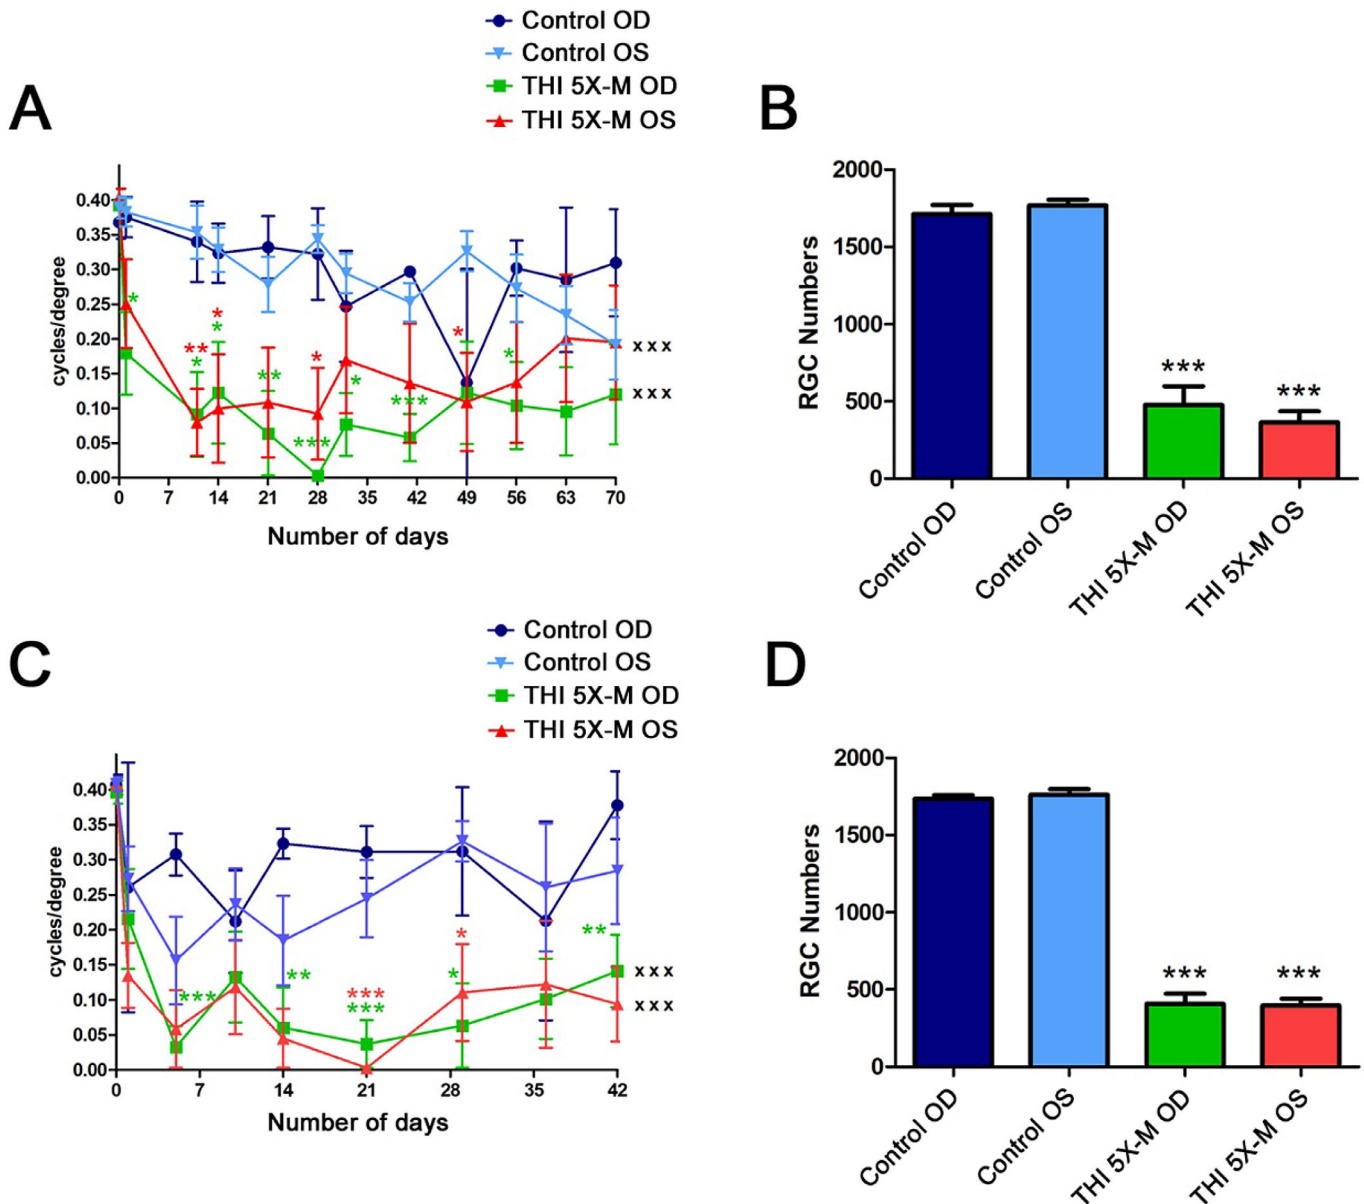 Control OD
Control OS
THI 5X-M OD
THI 5X-M OS
A
cycles/degree
0.40
0.35
0.30
0.25
0.20
0.15
0.10
0.05
0.00
0 7 14 21 28 35 42 49 56 63 70
Number of days
* ** * * * ** * *** * *** * *
x x x
x x x
B
RGC Numbers
2000
1500
1000
500
0
***
***
Control OD
Control OS
THI 5X-M OD
THI 5X-M OS
C
Control OD
Control OS
THI 5X-M OD
THI 5X-M OS
cycles/degree
0.40
0.35
0.30
0.25
0.20
0.15
0.10
0.05
0.00
0 7 14 21 28 35 42
Number of days
*** ** *** *** * * **
x x x
x x x
D
RGC Numbers
2000
1500
1000
500
0
***
***
Control OD
Control OS
THI 5X-M OD
THI 5X-M OS